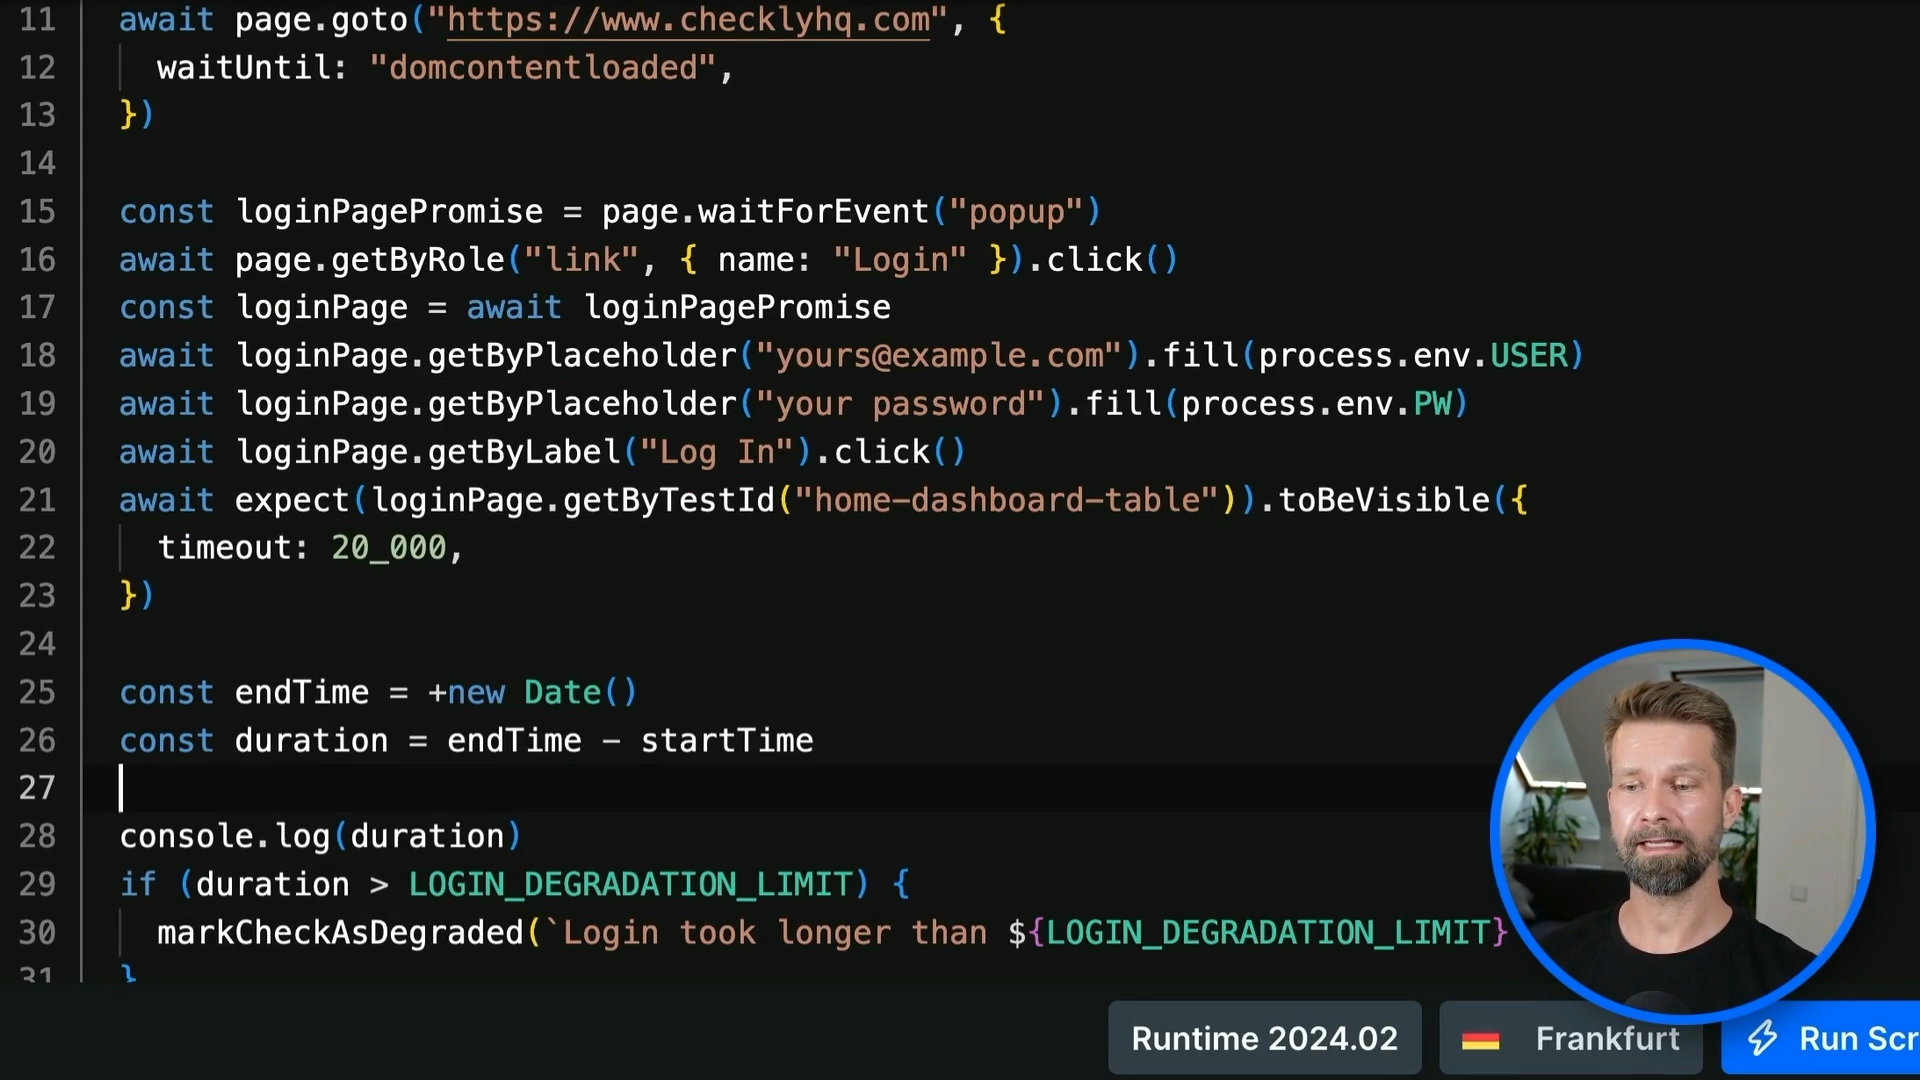 11 await page.goto("https://www.checklyhq.com", {
12 waitUntil: "domcontentloaded",
13 })
14
15 const loginPagePromise = page.waitForEvent("popup")
16 await page.getByRole("link", { name: "Login" }).click()
17 const loginPage = await loginPagePromise
18 await loginPage.getByPlaceholder("yours@example.com").fill(process.env.USER)
19 await loginPage.getByPlaceholder("your password").fill(process.env.PW)
20 await loginPage.getByLabel("Log In").click()
21 await expect(loginPage.getByTestId("home-dashboard-table")).toBeVisible({
22 timeout: 20_000,
23 })
24
25 const endTime = +new Date()
26 const duration = endTime - startTime
27
28 console.log(duration)
29 if (duration > LOGIN_DEGRADATION_LIMIT) {
30 markCheckAsDegraded(`Login took longer than ${LOGIN_DEGRADATION_LIMIT}
31 }
Runtime 2024.02
Frankfurt
Run Scr